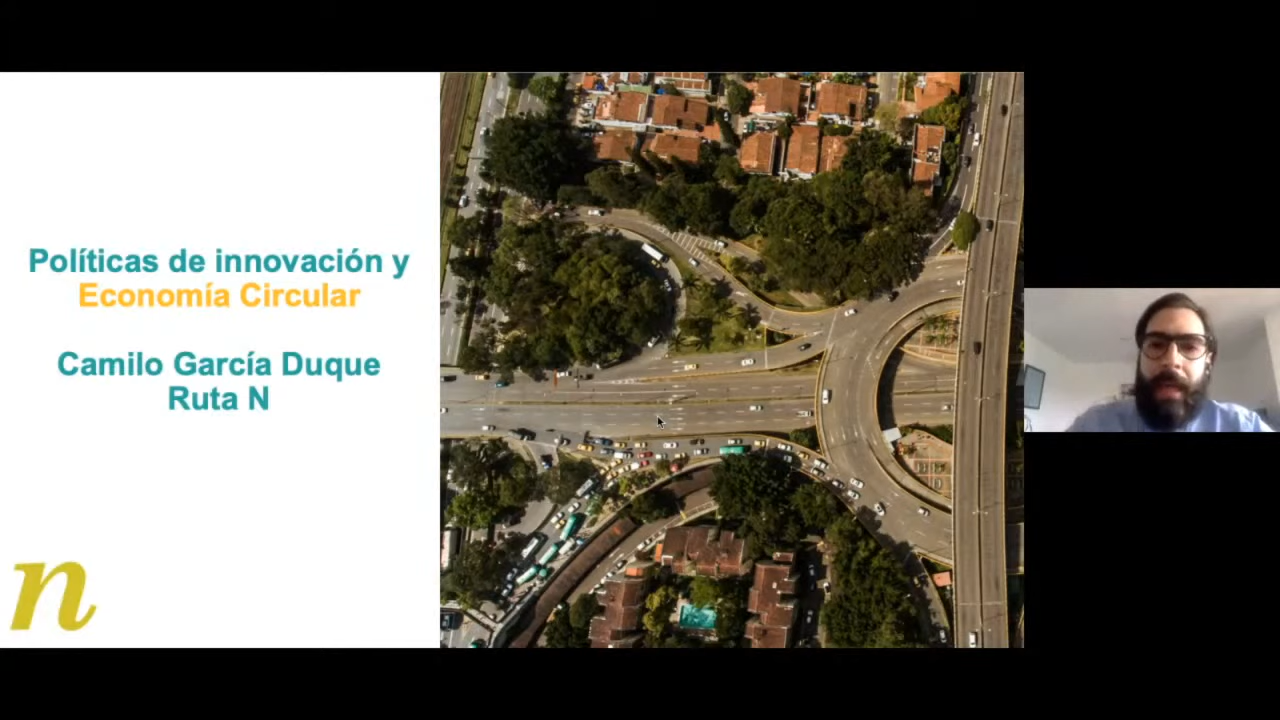 Políticas de innovación y
Economía Circular
Camilo García Duque
Ruta N
n